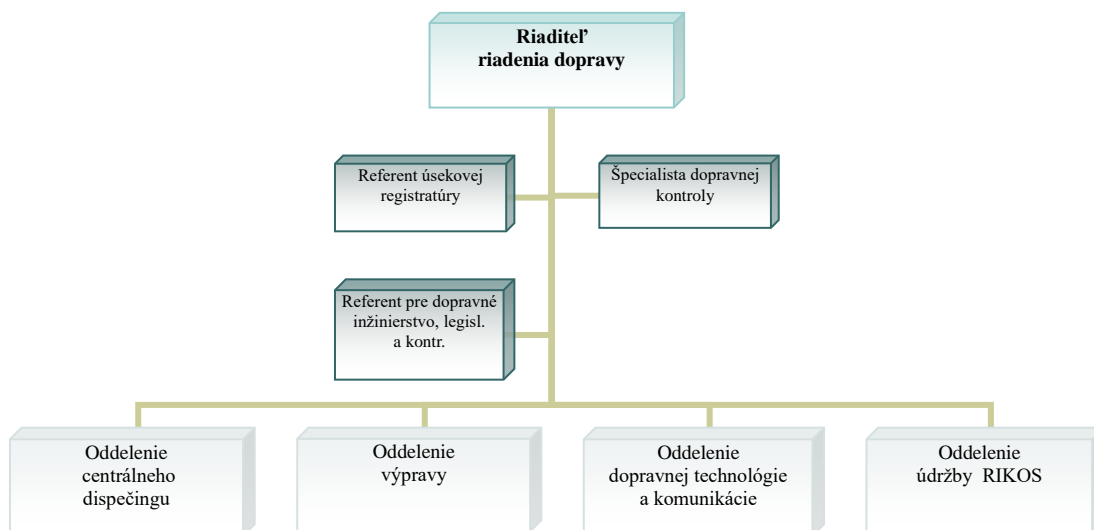 Riaditeľ
riadenia dopravy
Referent úsekovej
registratúry
Špecialista dopravnej
kontroly
Referent pre dopravné
inžinierstvo, legisl.
a kontr.
Oddelenie
centrálneho
dispečingu
Oddelenie
výpravy
Oddelenie
dopravnej technológie
a komunikácie
Oddelenie
údržby RIKOS